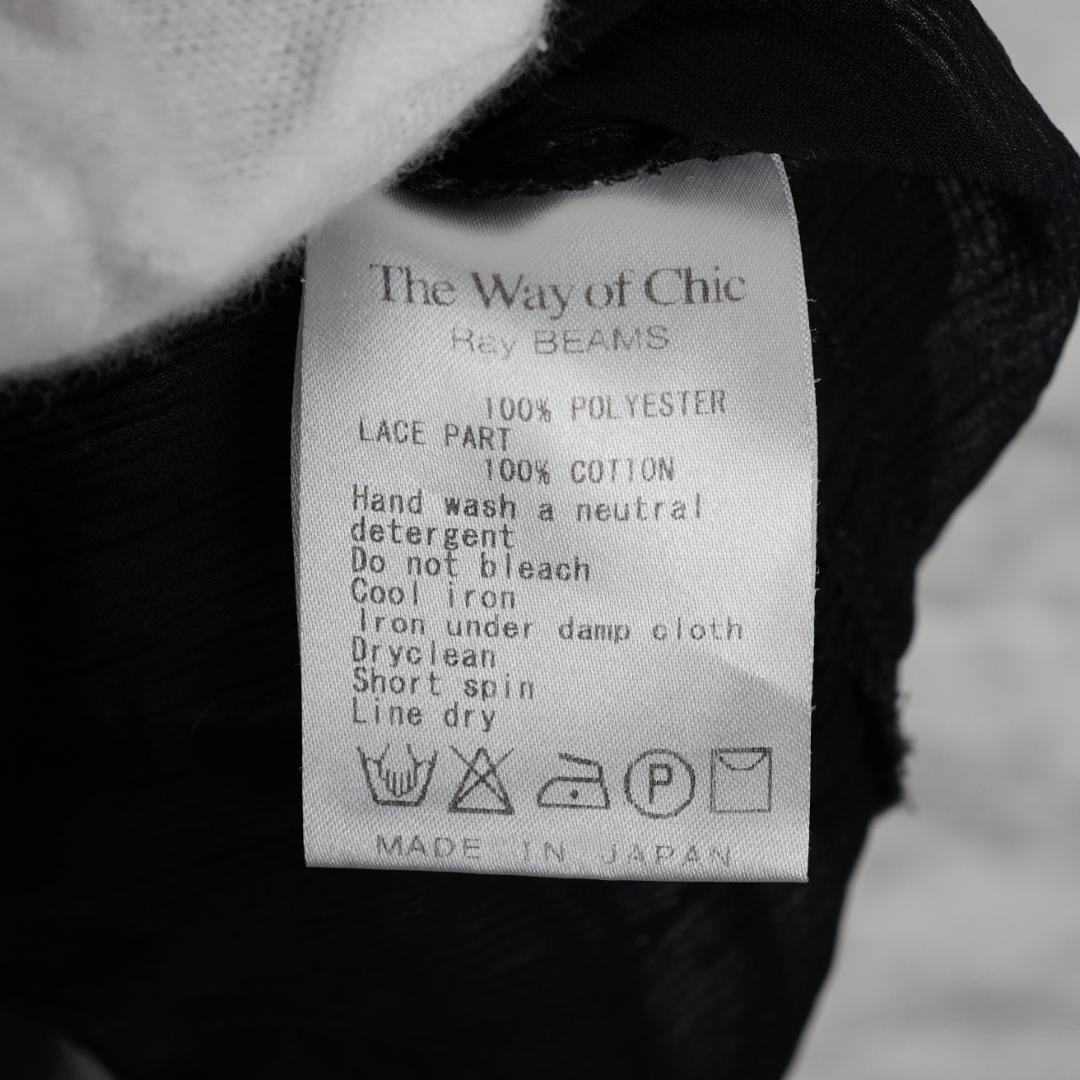 The Way of Chic
Ray BEAMS
100% POLYESTER
LACE PART
100% COTTON
Hand wash a neutral
detergent
Do not bleach
Cool iron
Iron under damp cloth
Dryclean
Short spin
Line dry
P
MADE IN JAPAN